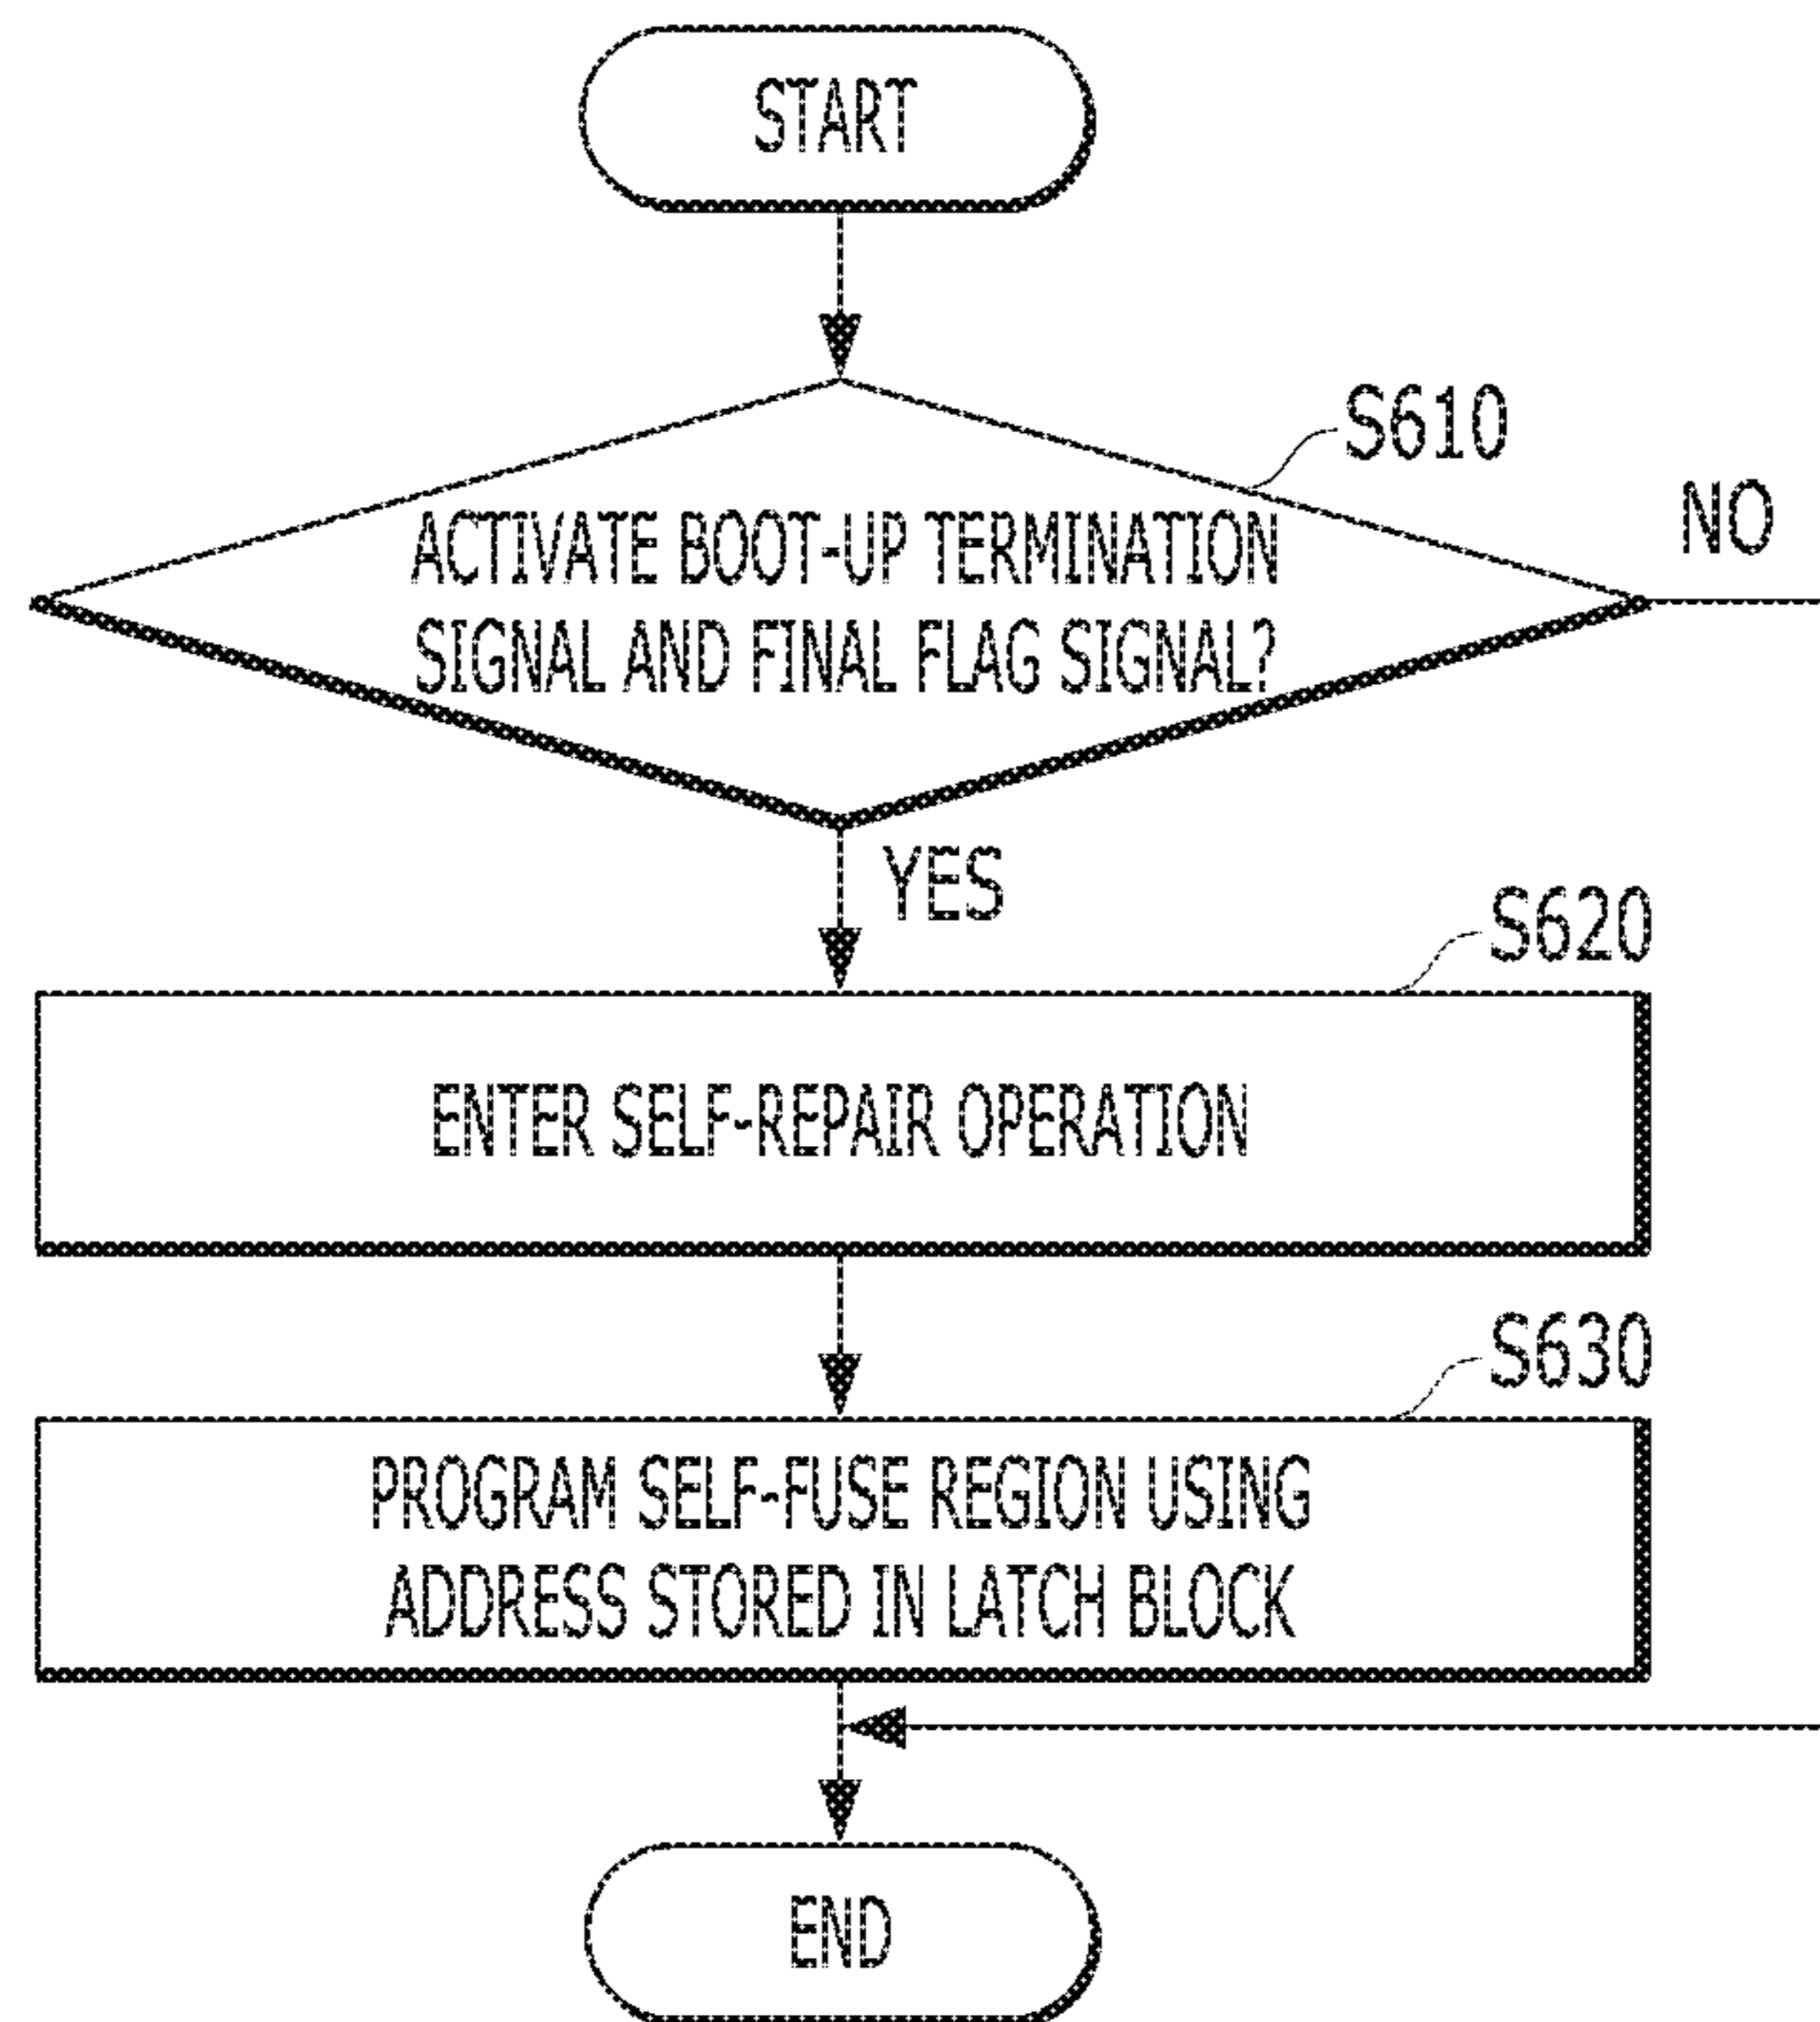 START
S610
NO
ACTIVATE BOOT-UP TERMINATION
SIGNAL AND FINAL FLAG SIGNAL?
YES
S620
ENTER SELF-REPAIR OPERATION
S630
PROGRAM SELF-FUSE REGION USING
ADDRESS STORED IN LATCH BLOCK
END